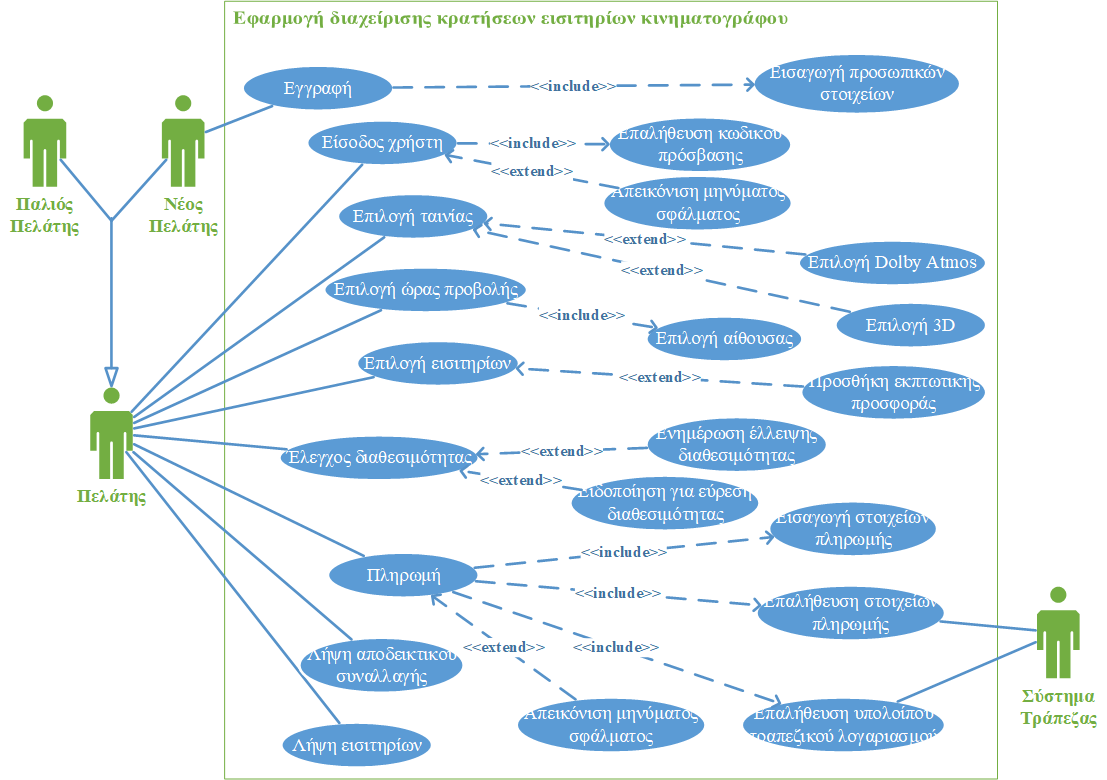 Εφαρμογή διαχείρισης κρατήσεων εισιτηρίων κινηματογράφου
Εγγραφή
<<include>>
Εισαγωγή προσωπικών
στοιχείων
Παλιός
Πελάτης
Νέος
Πελάτης
Είσοδος χρήστη
<<include>>
Επαλήθευση κωδικού
πρόσβασης
<<extend>>
Απεικόνιση μηνύματος
σφάλματος
Επιλογή ταινίας
<<extend>>
Επιλογή Dolby Atmos
<<extend>>
Επιλογή 3D
Επιλογή ώρας προβολής
<<include>>
Επιλογή αίθουσας
Επιλογή εισιτηρίων
<<extend>>
Προσθήκη εκπτωτικής
προσφοράς
Πελάτης
Έλεγχος διαθεσιμότητας
<<extend>>
Ενημέρωση έλλειψης
διαθεσιμότητας
<<extend>>
Ειδοποίηση για εύρεση
διαθεσιμότητας
Πληρωμή
<<include>>
Εισαγωγή στοιχείων
πληρωμής
<<include>>
Επαλήθευση στοιχείων
πληρωμής
<<extend>>
<<include>>
Λήψη αποδεικτικού
συναλλαγής
Απεικόνιση μηνύματος
σφάλματος
Επαλήθευση υπολοίπου
τραπεζικού λογαριασμού
Σύστημα
Τράπεζας
Λήψη εισιτηρίων